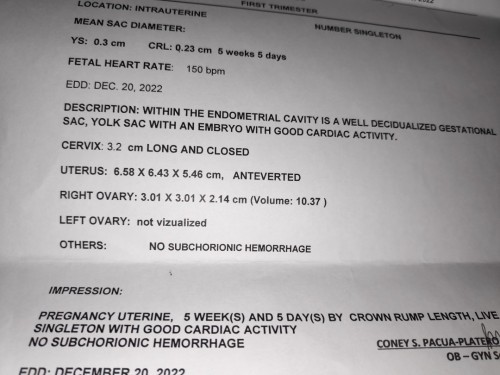 FIRST TRIMESTER
LOCATION: INTRAUTERINE
NUMBER SINGLETON
MEAN SAC DIAMETER:
YS: 0.3 cm CRL: 0.23 cm 5 weeks 5 days
FETAL HEART RATE: 150 bpm
EDD: DEC. 20, 2022
DESCRIPTION: WITHIN THE ENDOMETRIAL CAVITY IS A WELL DECIDUALIZED GESTATIONAL
SAC, YOLK SAC WITH AN EMBRYO WITH GOOD CARDIAC ACTIVITY.
CERVIX: 3.2 cm LONG AND CLOSED
UTERUS: 6.58 X 6.43 X 5.46 cm, ANTEVERTED
RIGHT OVARY: 3.01 X 3.01 X 2.14 cm (Volume: 10.37 )
LEFT OVARY: not vizualized
OTHERS: NO SUBCHORIONIC HEMORRHAGE
IMPRESSION:
PREGNANCY UTERINE, 5 WEEK(S) AND 5 DAY(S) BY CROWN RUMP LENGTH, LIVE
SINGLETON WITH GOOD CARDIAC ACTIVITY
NO SUBCHORIONIC HEMORRHAGE
CONEY S. PACUA-PLATERO
OB – GYN S
EDD: DECEMBER 20, 2022